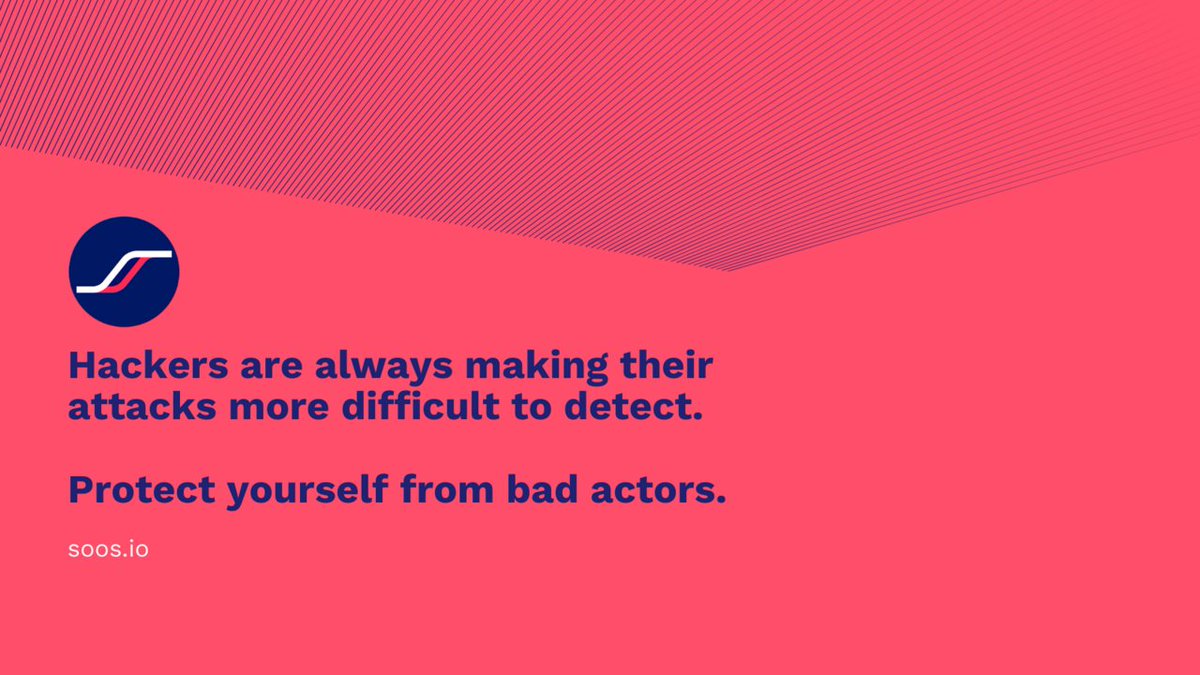 Hackers are always making their
attacks more difficult to detect.
Protect yourself from bad actors.
soos.io